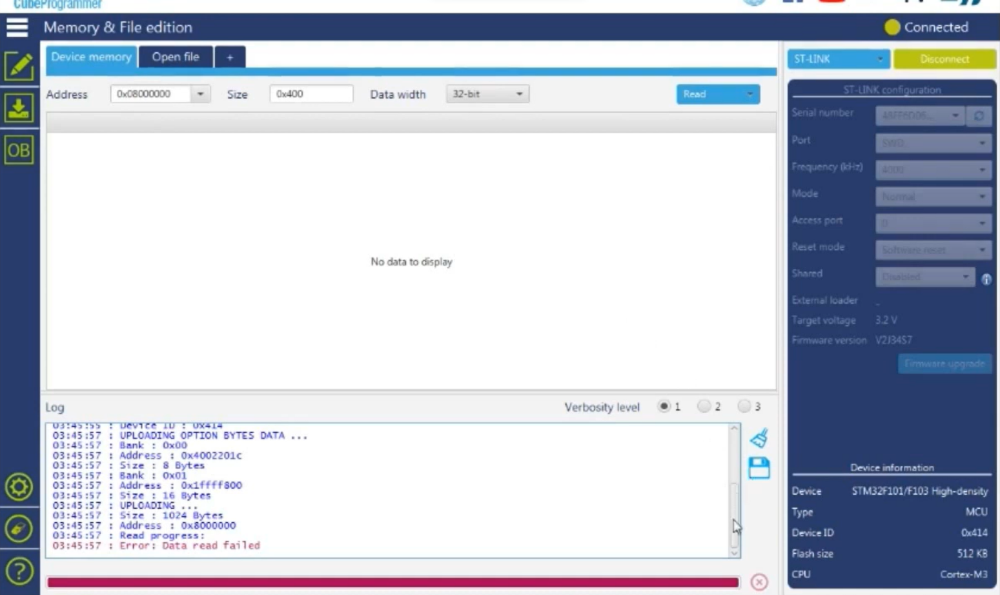 CubeProgrammer
Memory & File edition
Connected
Device memory
Open file
+
ST-LINK
Disconnect
Address
0x08000000
Size
0x400
Data width
32-bit
Read
ST-LINK configuration
Serial number
Port
SWD
Frequency (kHz)
4000
Mode
Normal
Access port
0
Reset mode
Software reset
Shared
Disabled
External loader
-
Target voltage
3.2 V
Firmware version
V2J34S7
Firmware upgrade
No data to display
Log
Verbosity level
1
2
3
03:45:55 : Device ID : 0x414
03:45:57 : UPLOADING OPTION BYTES DATA ...
03:45:57 : Bank : 0x00
03:45:57 : Address : 0x4002201c
03:45:57 : Size : 8 Bytes
03:45:57 : Bank : 0x01
03:45:57 : Address : 0x1ffff800
03:45:57 : Size : 16 Bytes
03:45:57 : UPLOADING ...
03:45:57 : Size : 1024 Bytes
03:45:57 : Address : 0x8000000
03:45:57 : Read progress:
03:45:57 : Error: Data read failed
OB
Device information
Device
STM32F101/F103 High-density
Type
MCU
Device ID
0x414
Flash size
512 KB
CPU
Cortex-M3